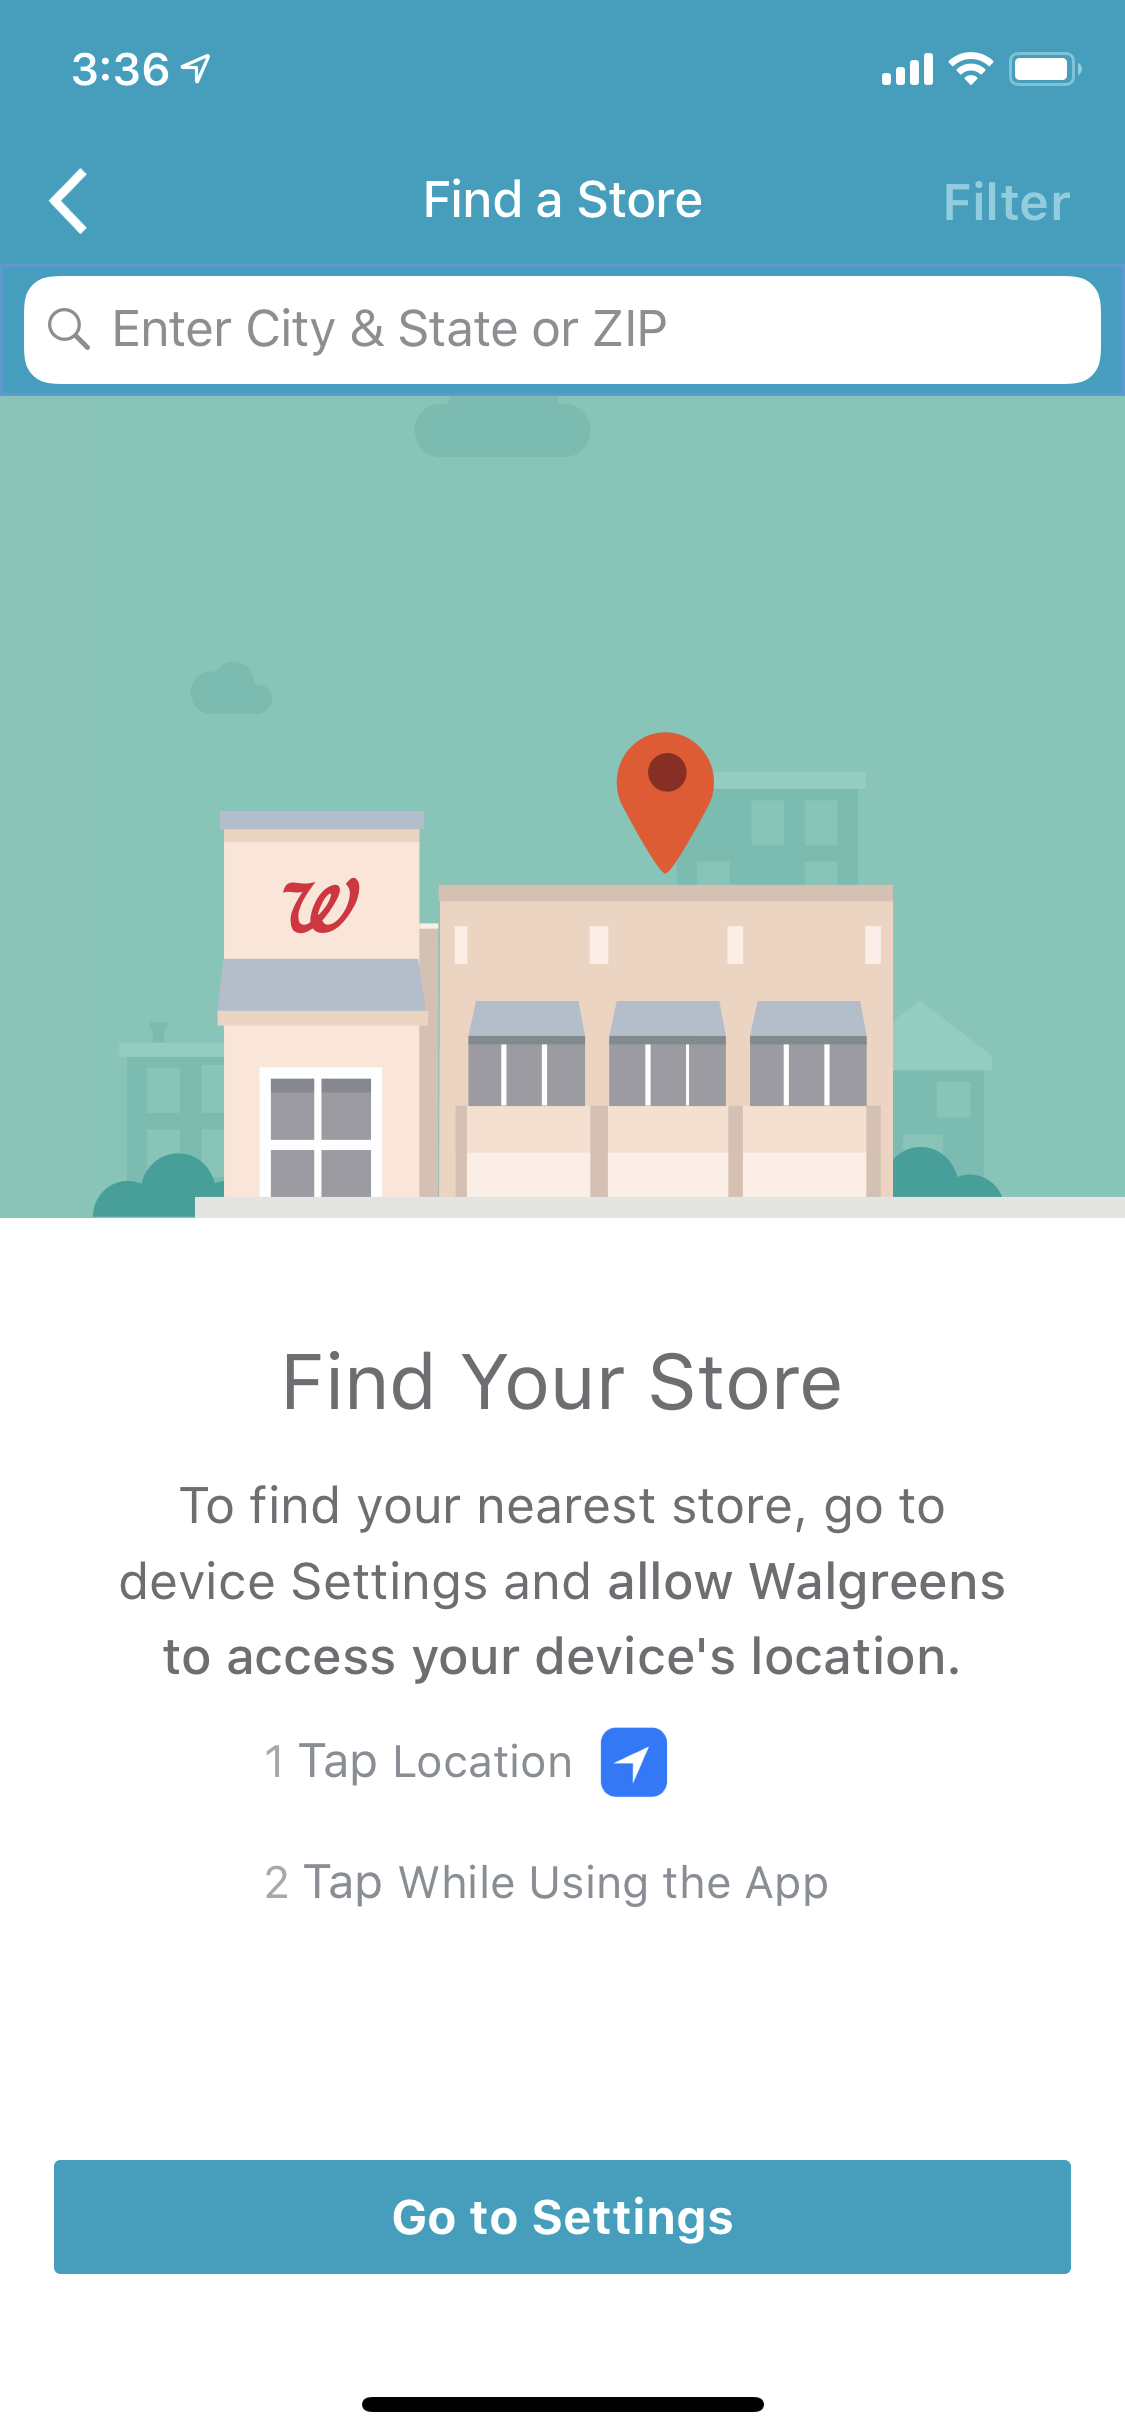 3:36
Find a Store
Filter
Enter City & State or ZIP
W
Find Your Store
To find your nearest store, go to
device Settings and allow Walgreens
to access your device's location.
1 Tap Location
2 Tap While Using the App
Go to Settings